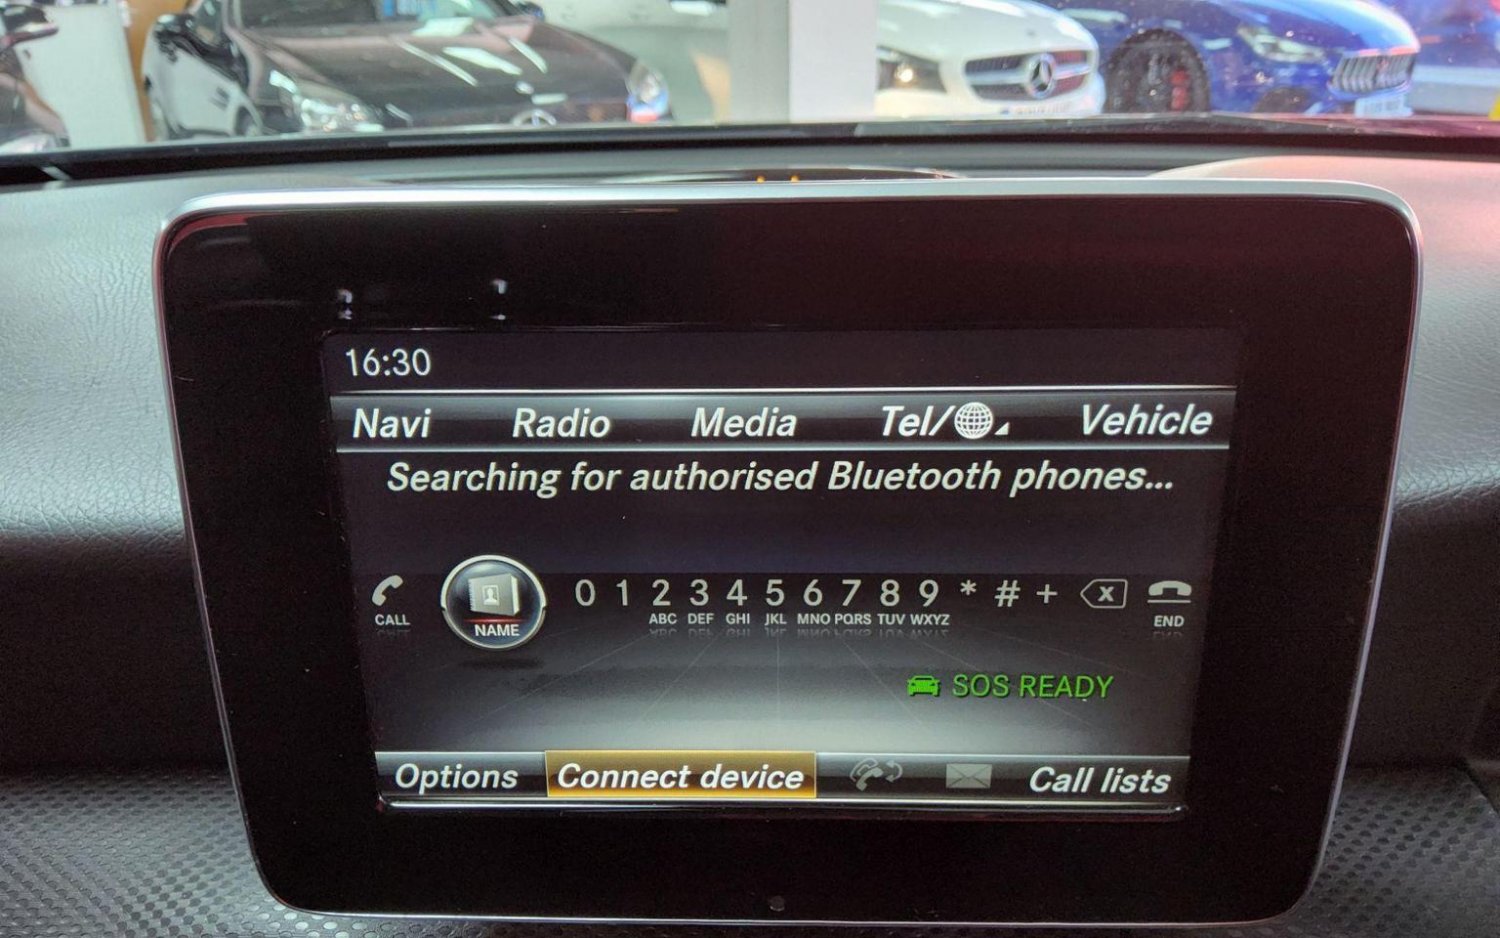 16:30
Navi Radio Media Tel/ Vehicle
Searching for authorised Bluetooth phones...
0 1 2 3 4 5 6 7 8 9 * # + X
CALL NAME ABC DEF GHI JKL MNO PQRS TUV WXYZ END
SOS READY
Options Connect device Call lists